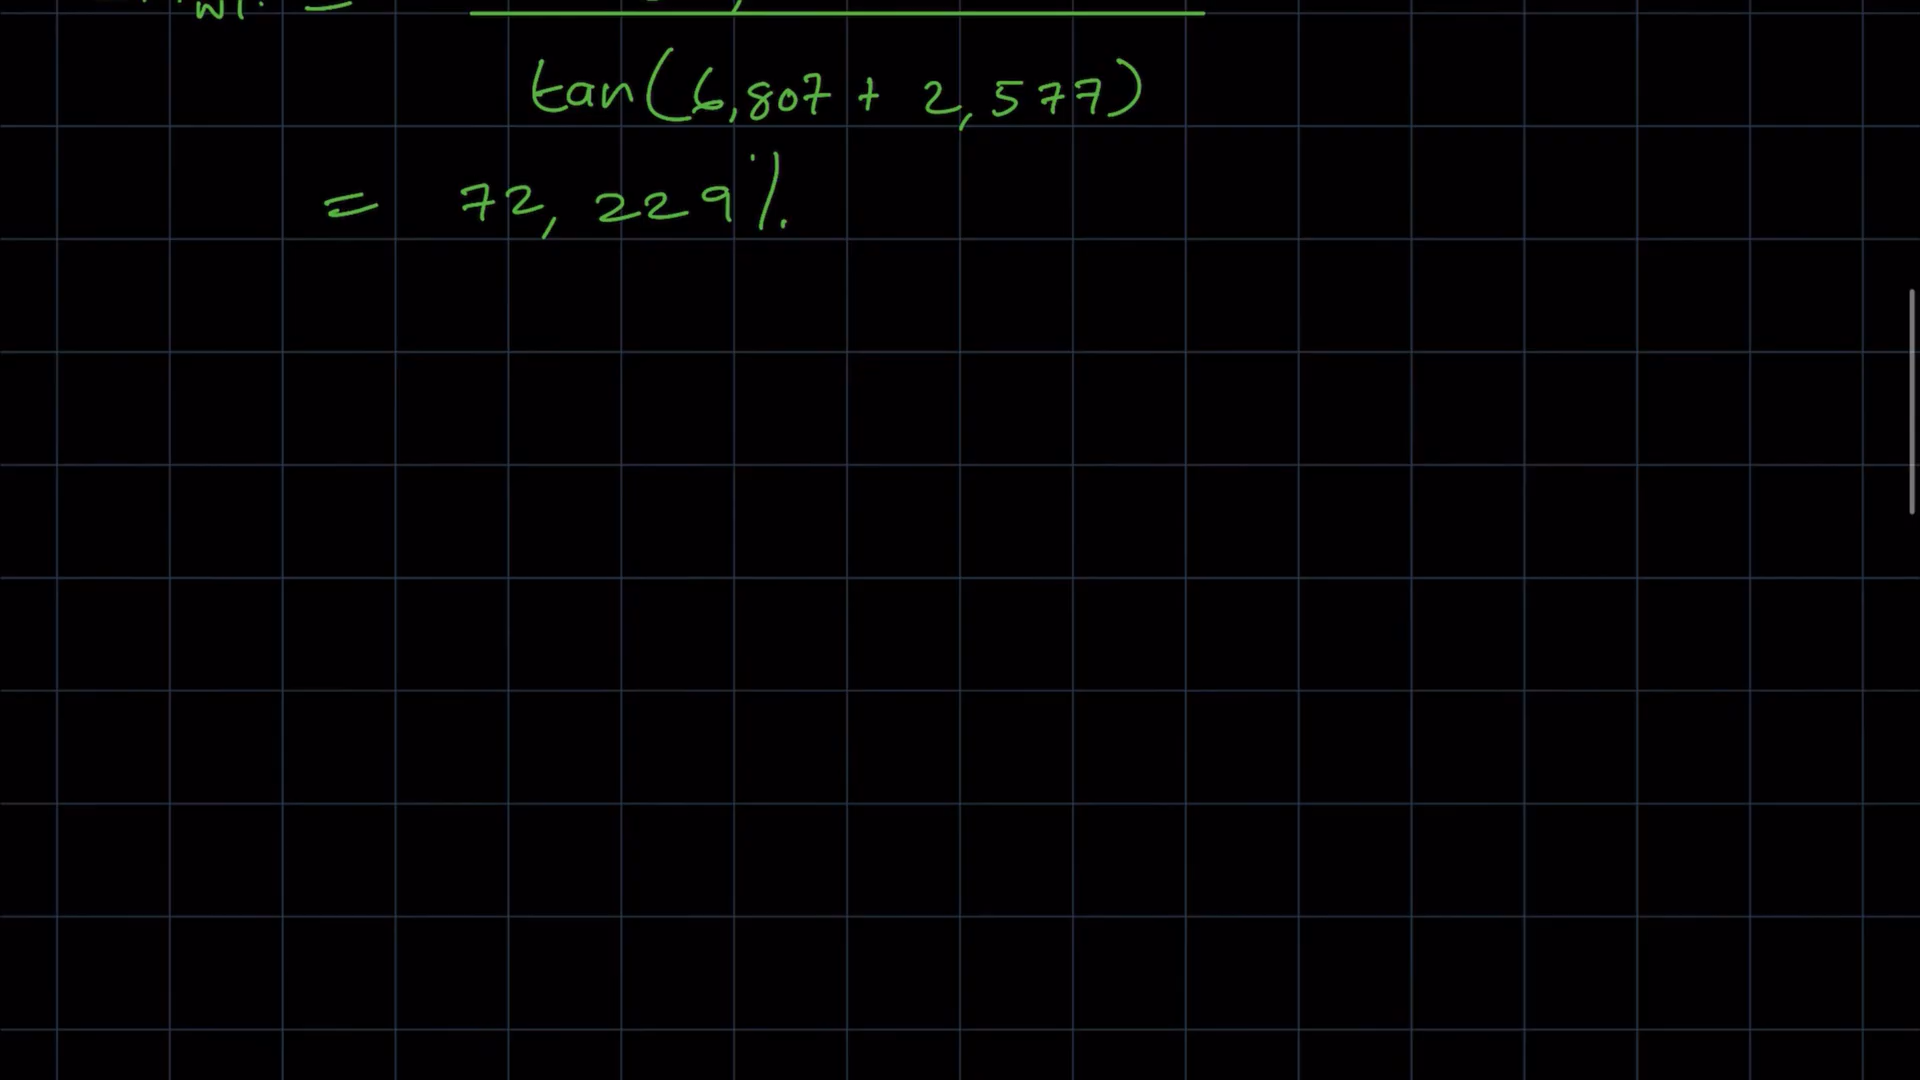 =
tan(6,807 + 2,577)
= 72,229%